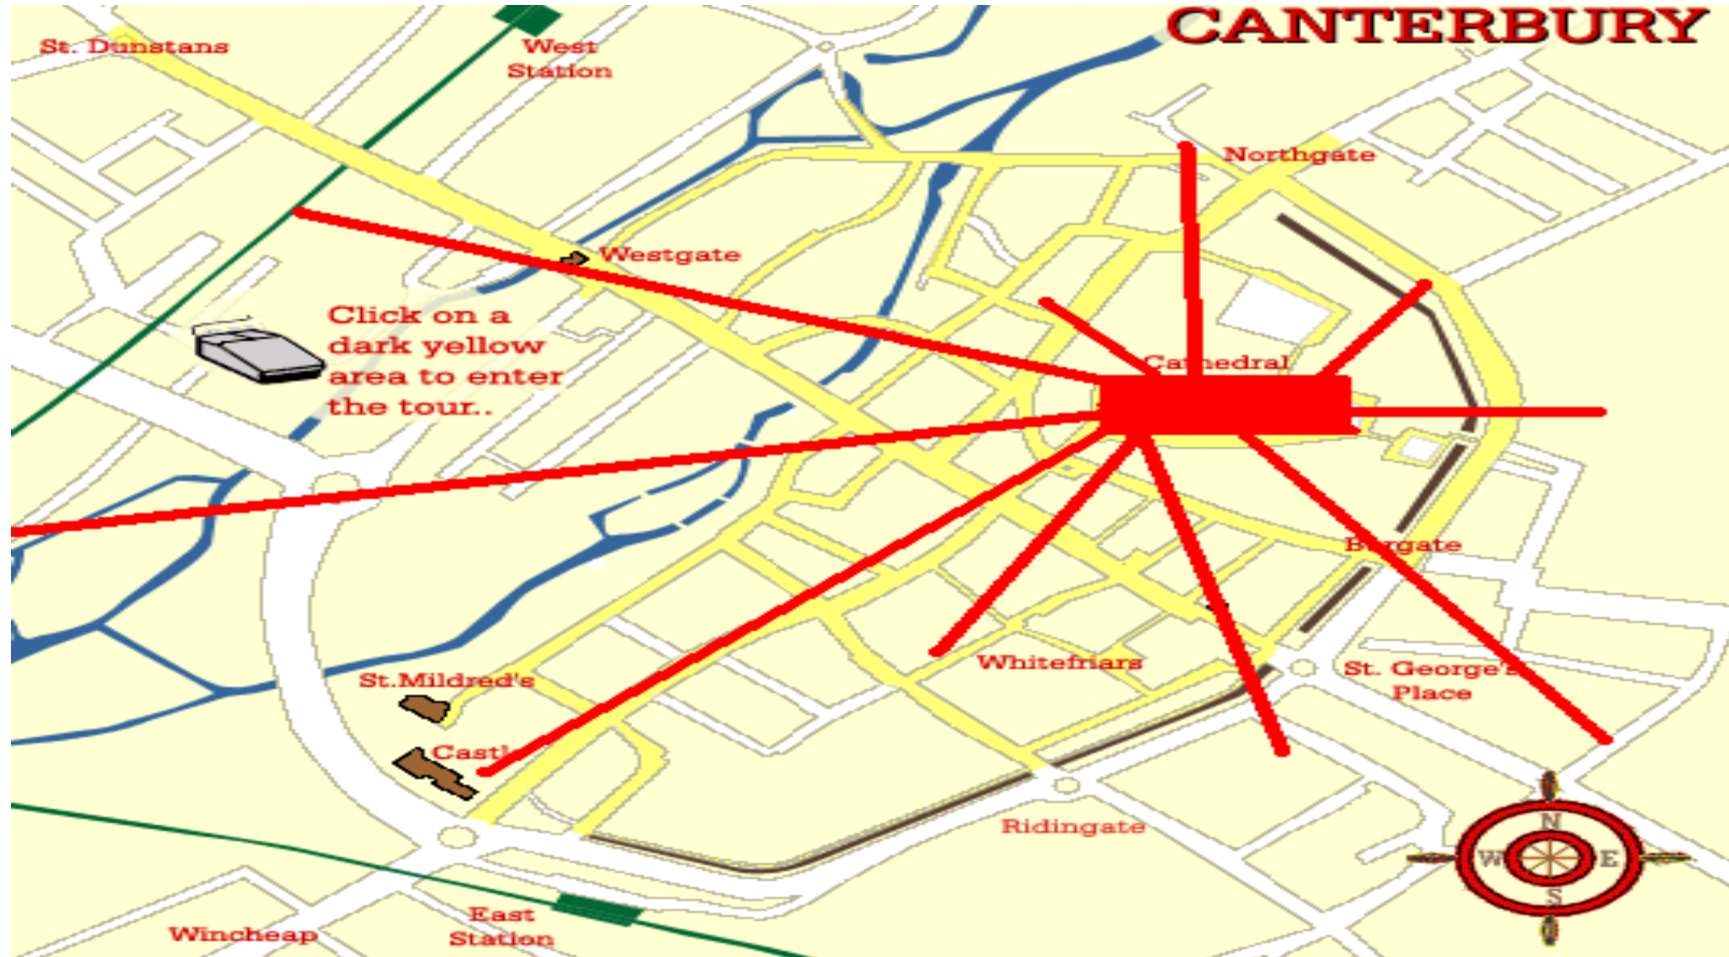 CANTERBURY
St. Dunstans
West
Station
Northgate
Westgate
Click on a
dark yellow
area to enter
the tour..
Cathedral
Burgate
Whitefriars
St. George's
Place
St.Mildred's
Castle
Ridingate
N
W E
S
East
Station
Wincheap